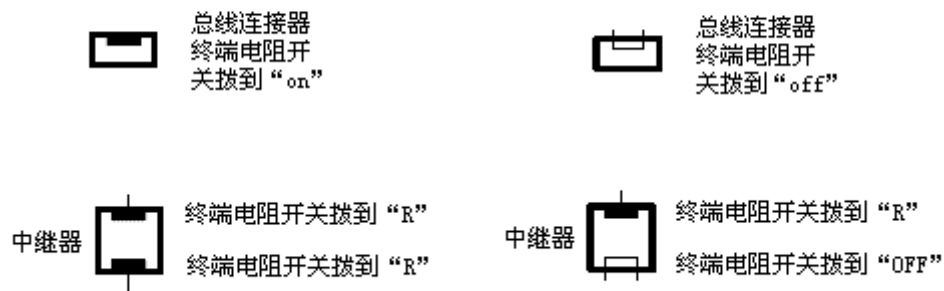 总线连接器
终端电阻开
关拨到“on”
总线连接器
终端电阻开
关拨到“off”
中继器
终端电阻开关拨到“R”
终端电阻开关拨到“R”
中继器
终端电阻开关拨到“R”
终端电阻开关拨到“OFF”